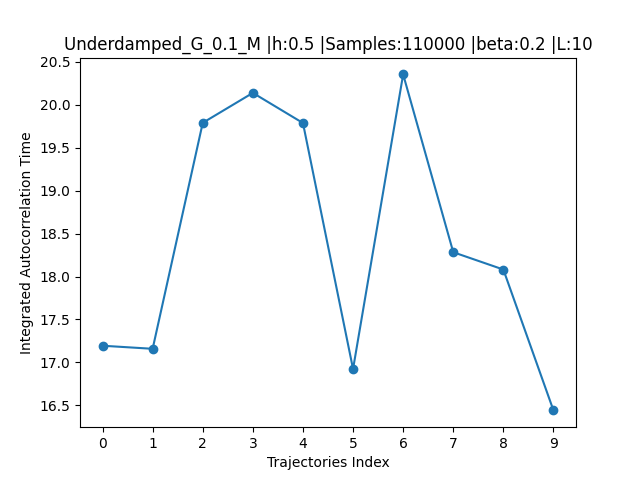 Underdamped_G_0.1_M |h:0.5 |Samples:110000 |beta:0.2 |L:10
20.5
20.0
19.5
19.0
18.5
18.0
17.5
17.0
16.5
Integrated Autocorrelation Time
0 1 2 3 4 5 6 7 8 9
Trajectories Index